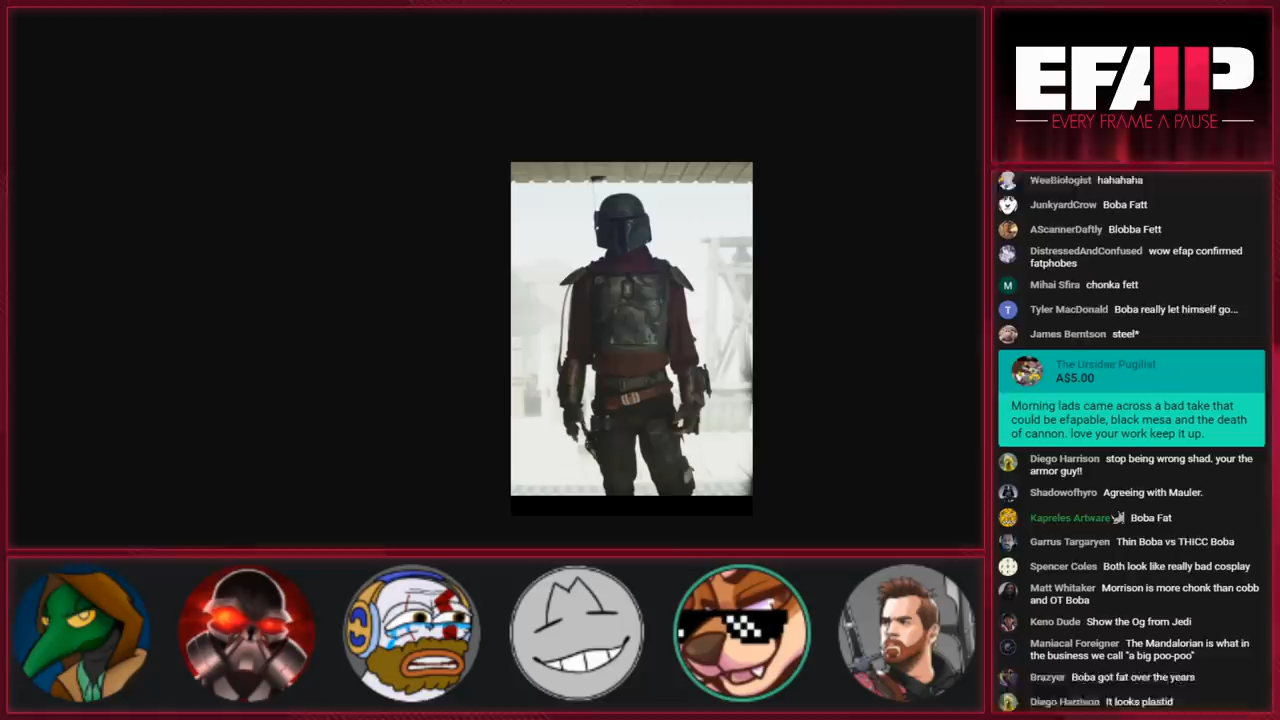 EFAP
EVERY FRAME A PAUSE
WeeBiologist hahahaha
JunkyardCrow Boba Fatt
AScannerDaftly Blobba Fett
DistressedAndConfused wow efap confirmed
fatphobes
M
Mihai Sfira chonka fett
T
Tyler MacDonald Boba really let himself go...
James Berntson steel*
The Ursidae Pugilist
A$5.00
Morning lads came across a bad take that
could be efapable, black mesa and the death
of cannon. love your work keep it up.
Diego Harrison stop being wrong shad. your the
armor guy!!
Shadowofhyro Agreeing with Mauler.
Kapreles Artware Boba Fat
Garrus Targaryen Thin Boba vs THICC Boba
Spencer Coles Both look like really bad cosplay
Matt Whitaker Morrison is more chonk than cobb
and OT Boba
Keno Dude Show the Og from Jedi
Maniacal Foreigner The Mandalorian is what in
the business we call "a big poo-poo"
Brazyer Boba got fat over the years
Diego Harrison It looks plastid